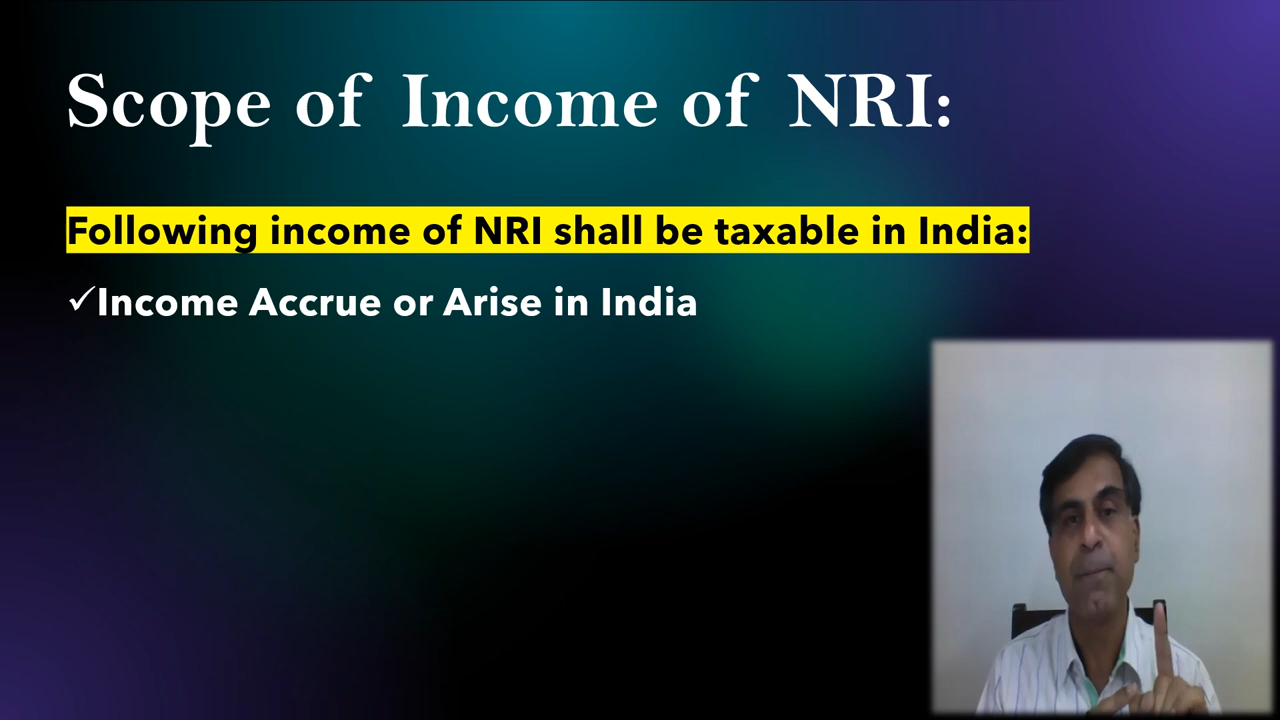 Scope of Income of NRI:
Following income of NRI shall be taxable in India:
✓Income Accrue or Arise in India